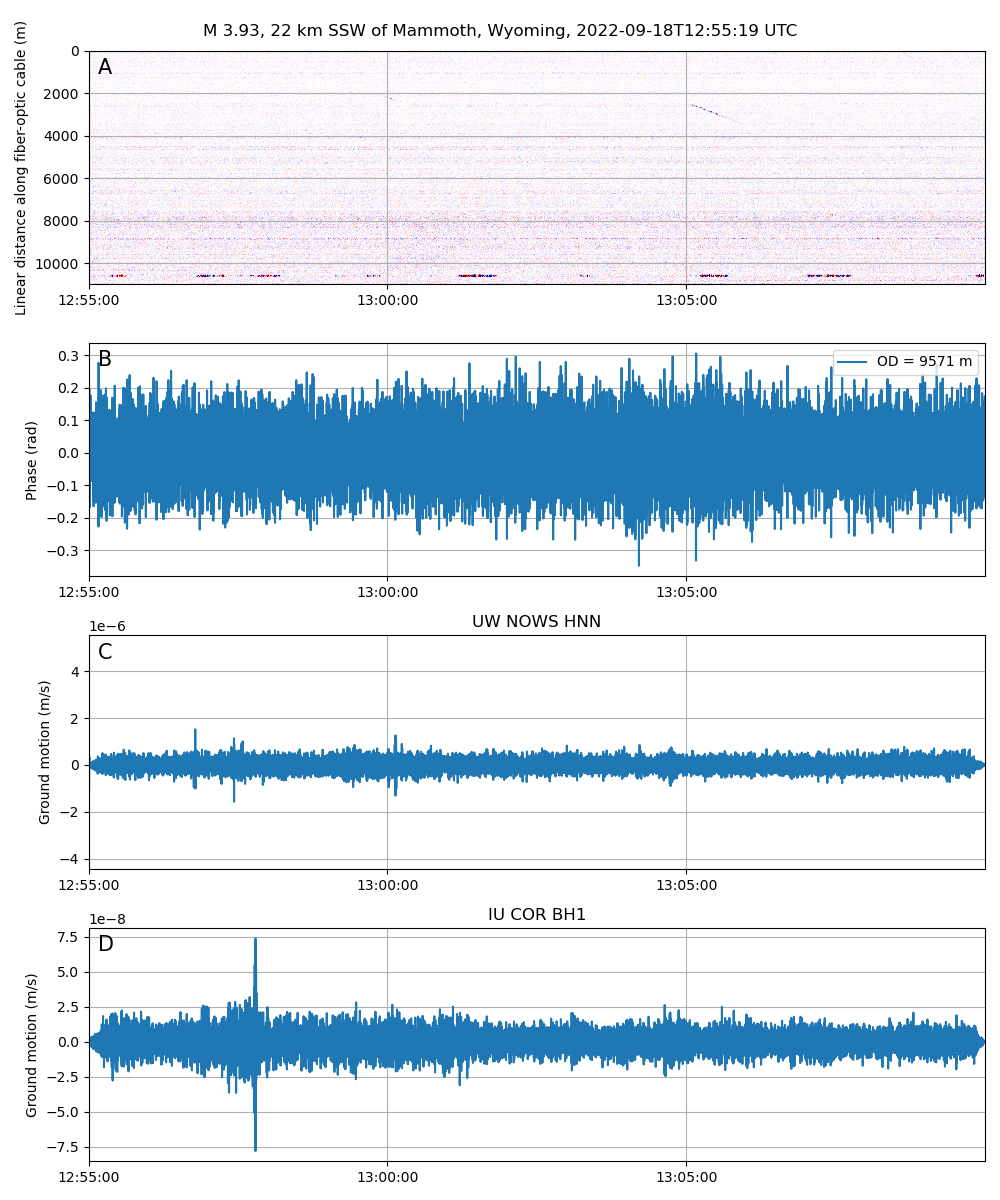 M 3.93, 22 km SSW of Mammoth, Wyoming, 2022-09-18T12:55:19 UTC
Linear distance along fiber-optic cable (m)
A
0
2000
4000
6000
8000
10000
12:55:00 13:00:00 13:05:00
Phase (rad)
B
OD = 9571 m
0.3
0.2
0.1
0.0
−0.1
−0.2
−0.3
12:55:00 13:00:00 13:05:00
UW NOWS HNN
1e−6
Ground motion (m/s)
C
4
2
0
−2
−4
12:55:00 13:00:00 13:05:00
IU COR BH1
1e−8
Ground motion (m/s)
D
7.5
5.0
2.5
0.0
−2.5
−5.0
−7.5
12:55:00 13:00:00 13:05:00